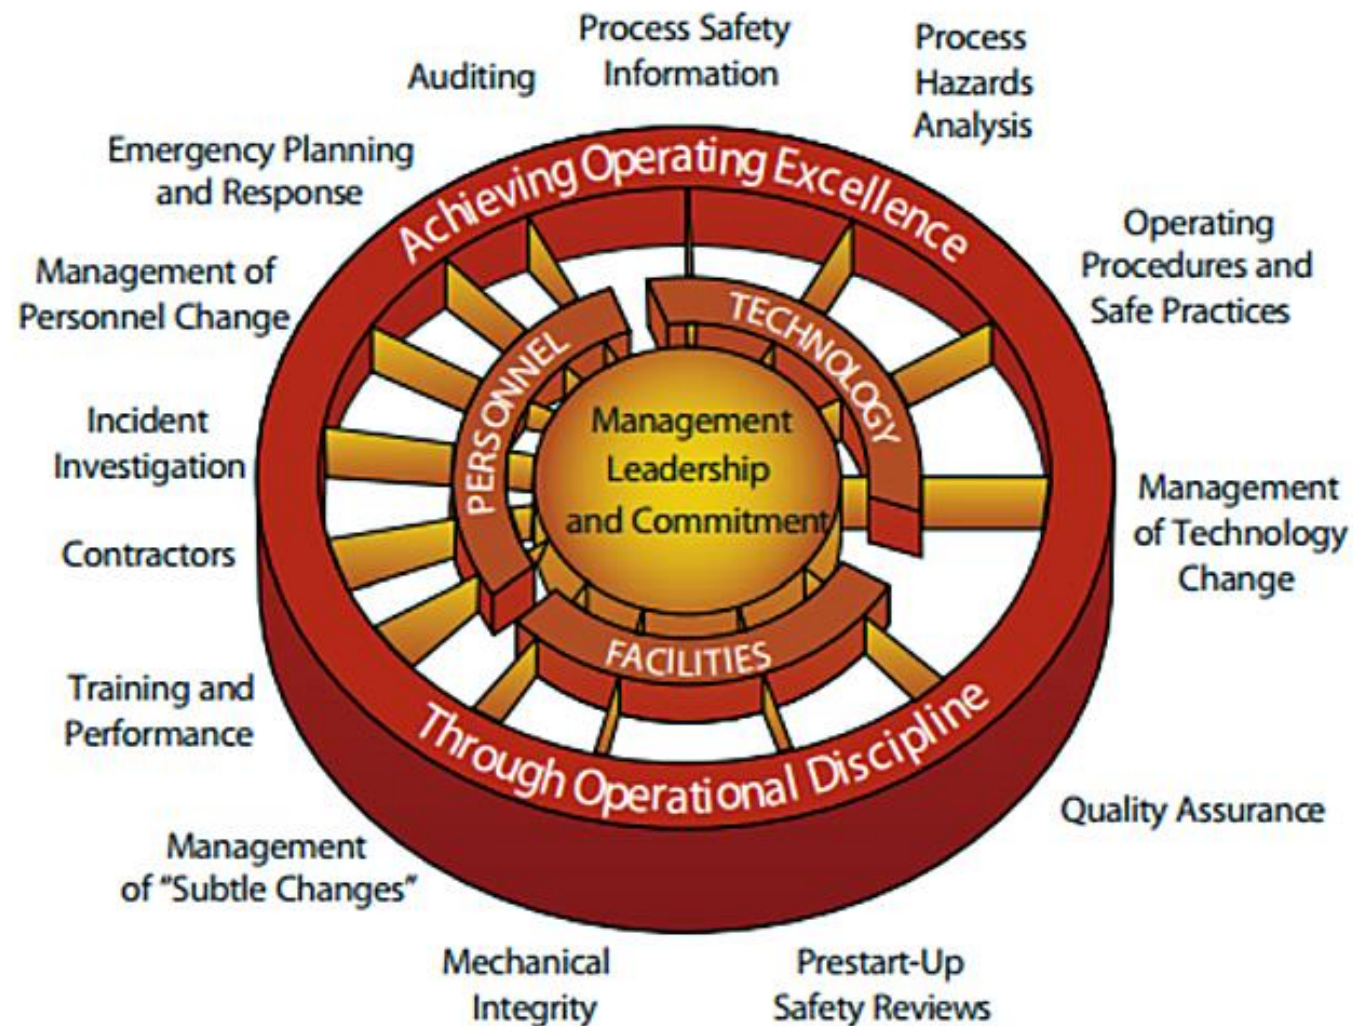 Process Safety
Information
Process
Hazards
Analysis
Operating
Procedures and
Safe Practices
Management
of Technology
Change
Quality Assurance
Prestart-Up
Safety Reviews
Mechanical
Integrity
Management
of "Subtle Changes"
Training and
Performance
Contractors
Incident
Investigation
Management of
Personnel Change
Emergency Planning
and Response
Auditing
Achieving Operating Excellence
Through Operational Discipline
PERSONNEL
TECHNOLOGY
FACILITIES
Management
Leadership
and Commitment